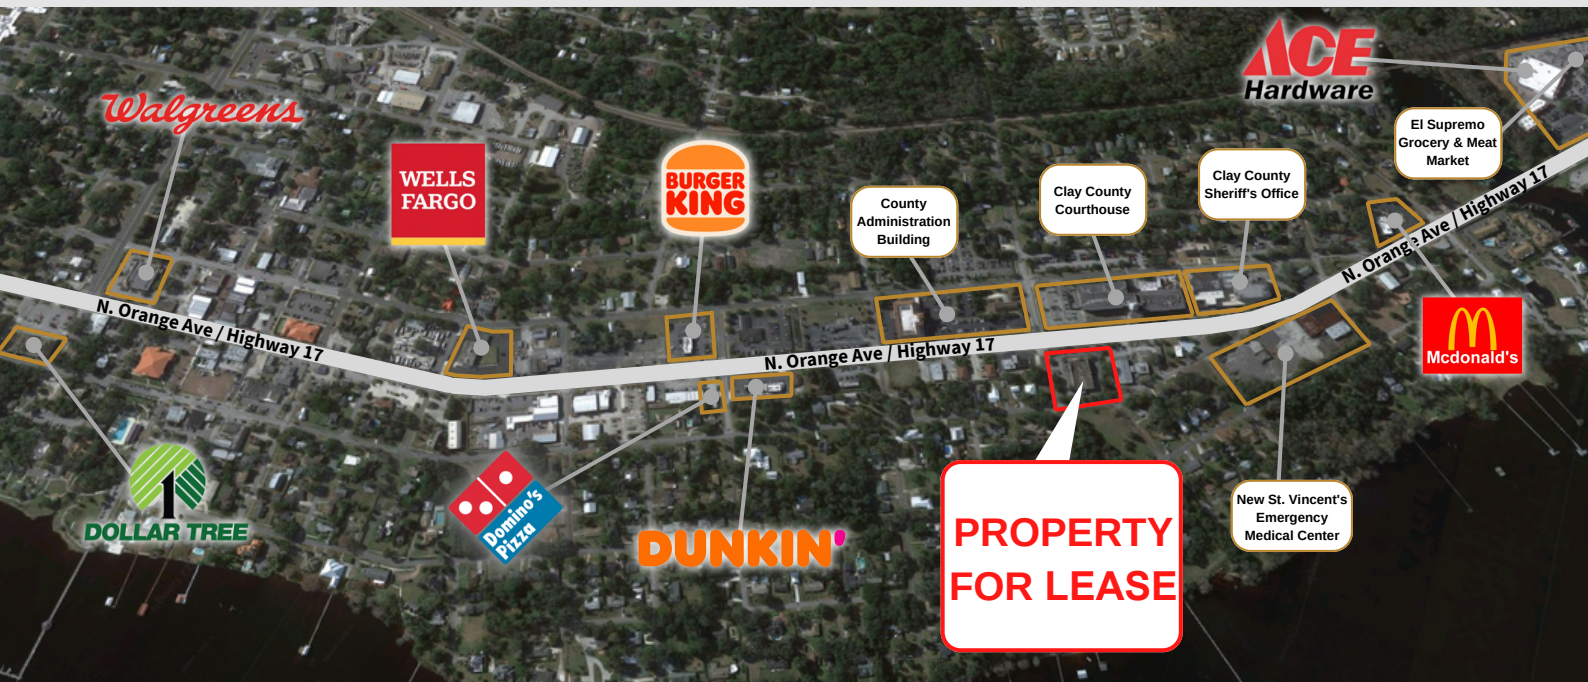 ACE
Hardware
Walgreens
El Supremo
Grocery & Meat
Market
WELLS
FARGO
BURGER
KING
County
Administration
Building
Clay County
Courthouse
Clay County
Sheriff's Office
N. Orange Ave / Highway 17
N. Orange Ave / Highway 17
N. Orange Ave / Highway 17
Mcdonald's
DOLLAR TREE
1
Domino's
Pizza
DUNKIN'
PROPERTY
FOR LEASE
New St. Vincent's
Emergency
Medical Center